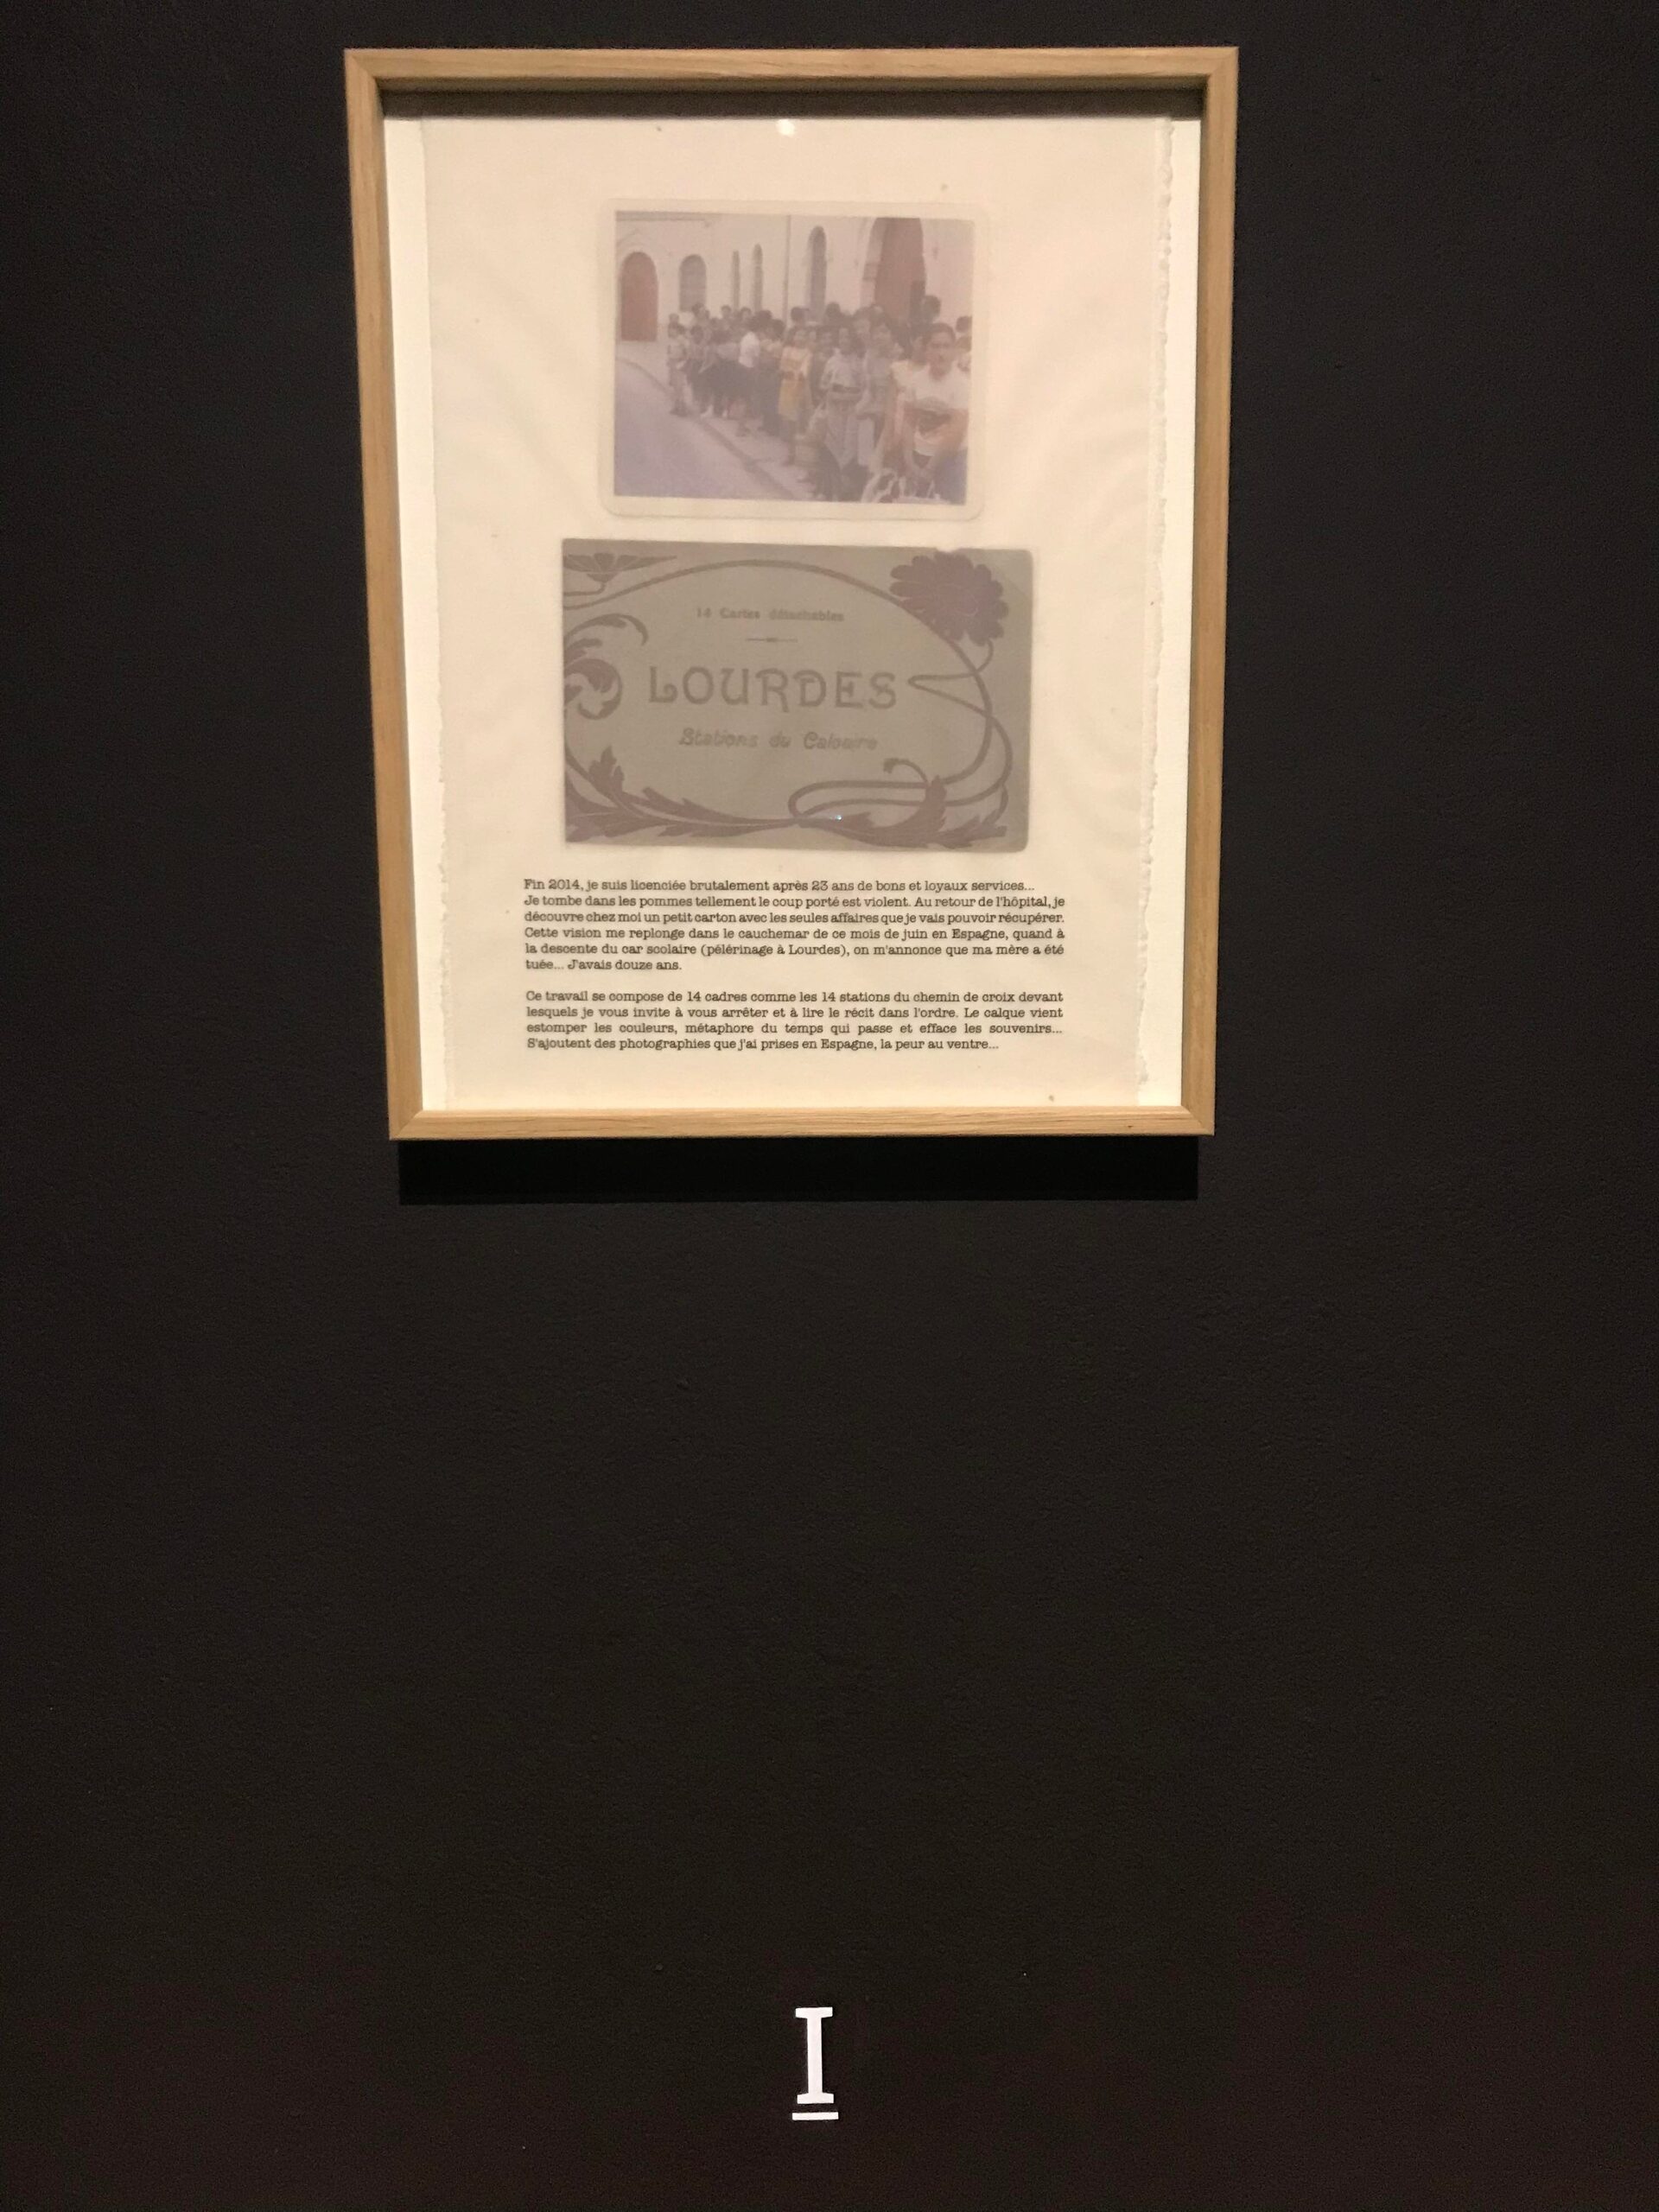 14 Cartes détachables
LOURDES
Stations du Calvaire
Fin 2014, je suis licenciée brutalement après 23 ans de bons et loyaux services...
Je tombe dans les pommes tellement le coup porté est violent. Au retour de l'hôpital, je
découvre chez moi un petit carton avec les seules affaires que je vais pouvoir récupérer.
Cette vision me replonge dans le cauchemar de ce mois de juin en Espagne, quand à
la descente du car scolaire (pélérinage à Lourdes), on m'annonce que ma mère a été
tuée... J'avais douze ans.
Ce travail se compose de 14 cadres comme les 14 stations du chemin de croix devant
lesquels je vous invite à vous arrêter et à lire le récit dans l'ordre. Le calque vient
estomper les couleurs, métaphore du temps qui passe et efface les souvenirs...
S'ajoutent des photographies que j'ai prises en Espagne, la peur au ventre...
I